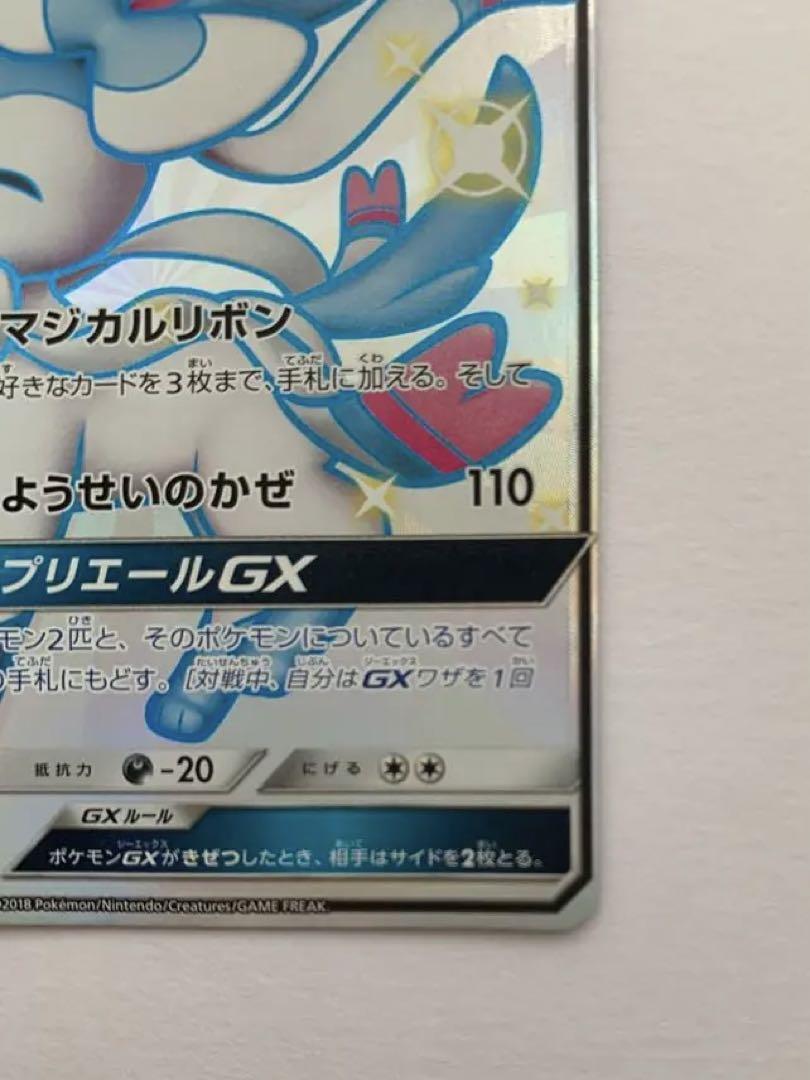 マジカルリボン
好きなカードを3枚まで、手札に加える。そして
ようせいのかぜ 110
プリエールGX
モン2匹と、そのポケモンについているすべて
の手札にもどす。[対戦中、自分はGXワザを1回
抵抗力 -20 にげる
GXルール
ポケモンGXがきぜつしたとき、相手はサイドを2枚とる。
©2018 Pokémon/Nintendo/Creatures/GAME FREAK.